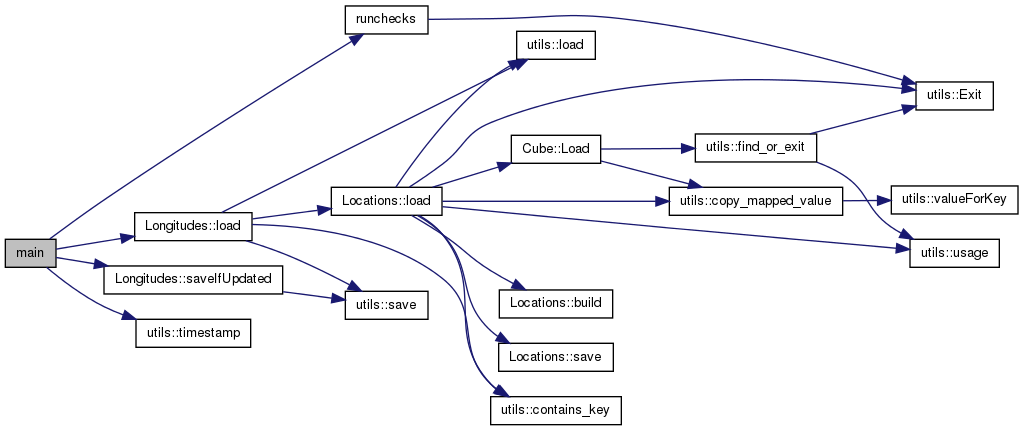 runchecks
utils::load
utils::Exit
Cube::Load
utils::find_or_exit
Locations::load
utils::copy_mapped_value
utils::valueForKey
Longitudes::load
main
utils::usage
Longitudes::saveIfUpdated
utils::save
Locations::build
utils::timestamp
Locations::save
utils::contains_key